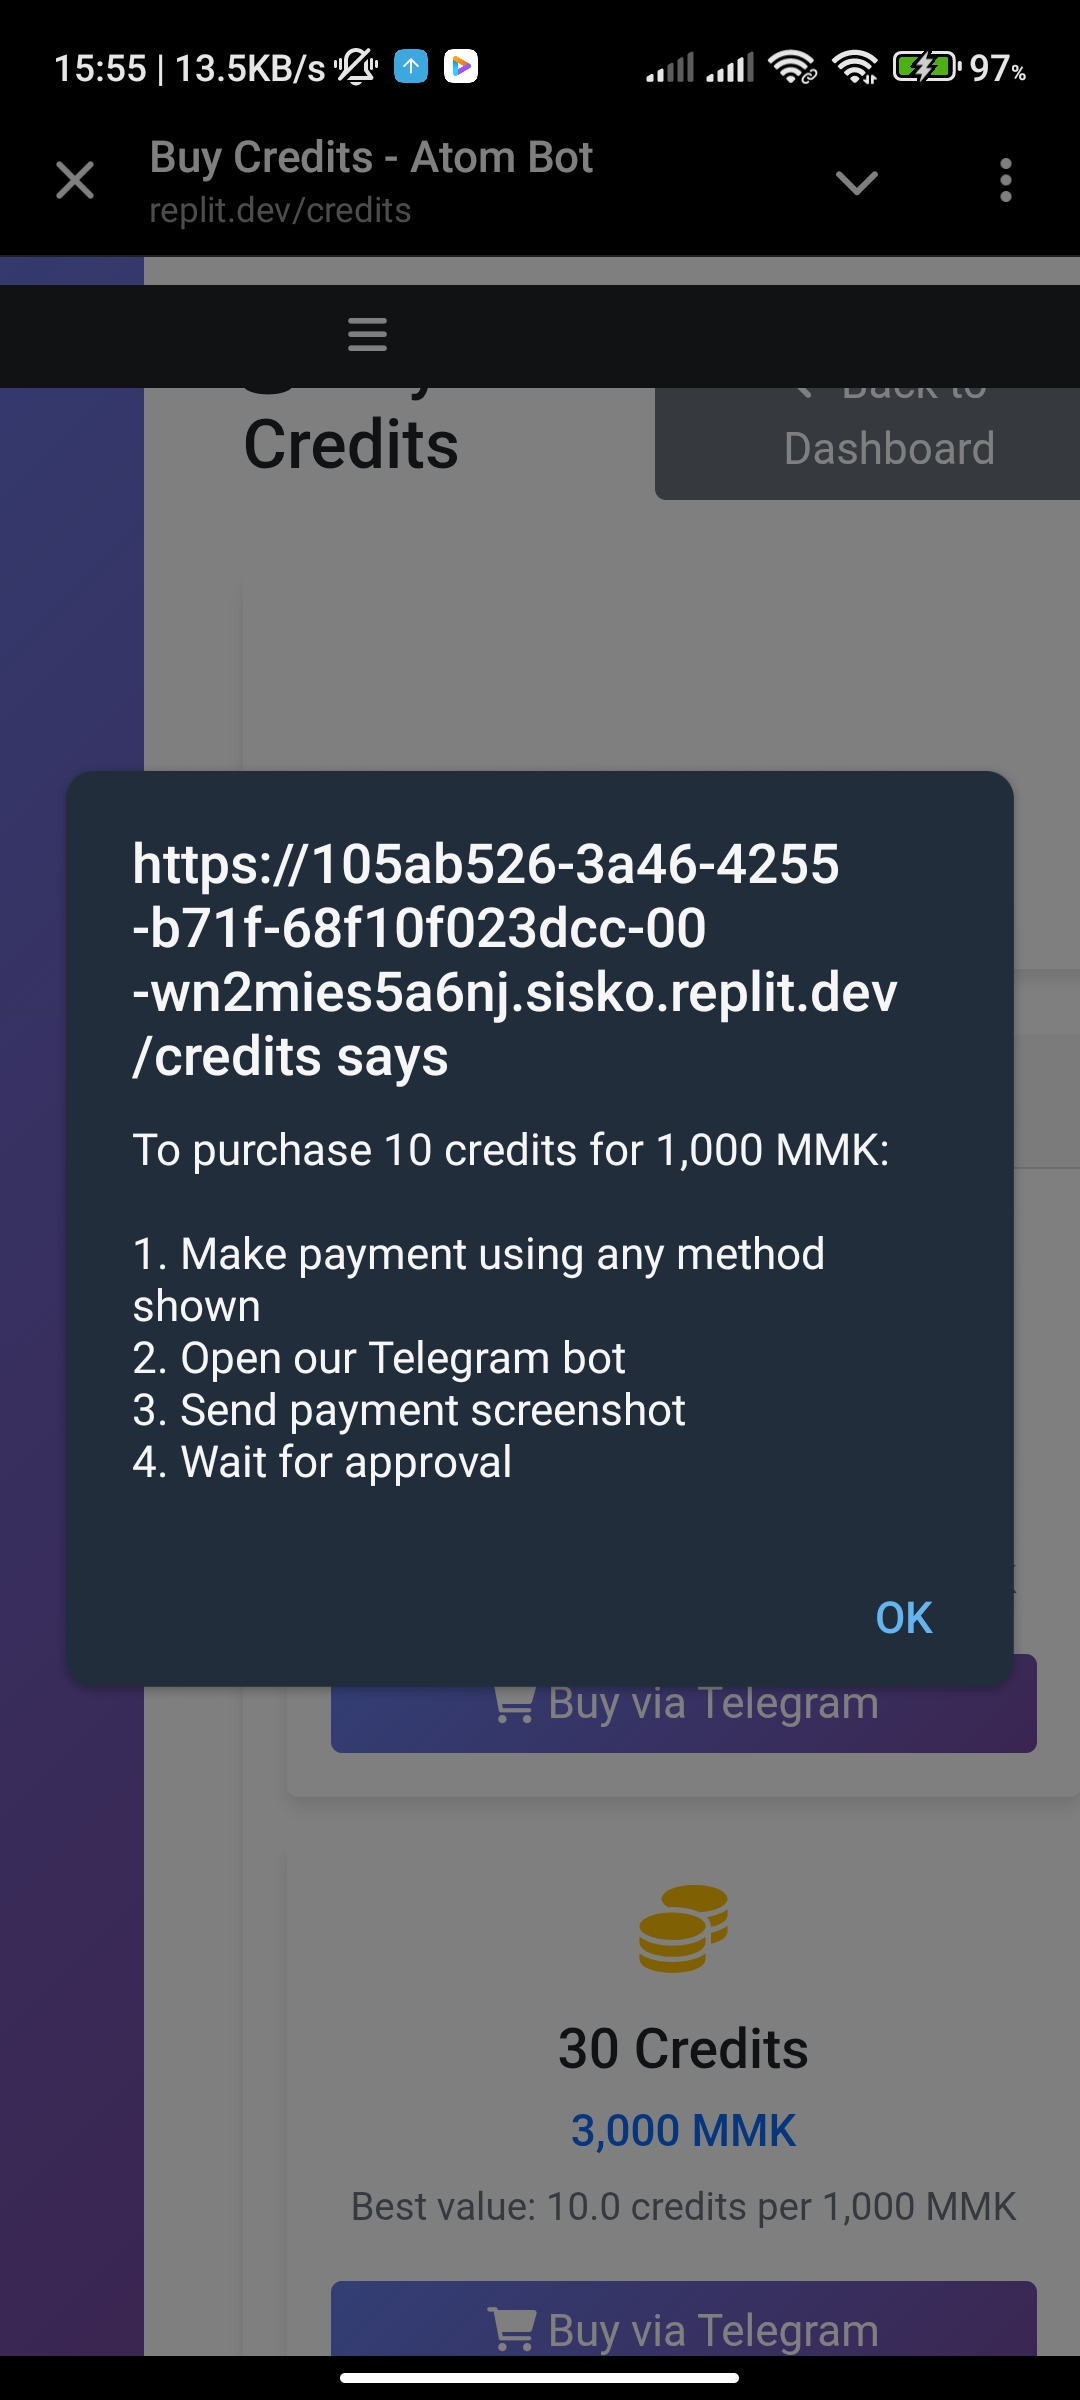 15:55 | 13.5KB/s
97%
Buy Credits - Atom Bot
replit.dev/credits
Credits
Back to
Dashboard
https://105ab526-3a46-4255
-b71f-68f10f023dcc-00
-wn2mies5a6nj.sisko.replit.dev
/credits says
To purchase 10 credits for 1,000 MMK:
1. Make payment using any method
shown
2. Open our Telegram bot
3. Send payment screenshot
4. Wait for approval
OK
Buy via Telegram
30 Credits
3,000 MMK
Best value: 10.0 credits per 1,000 MMK
Buy via Telegram